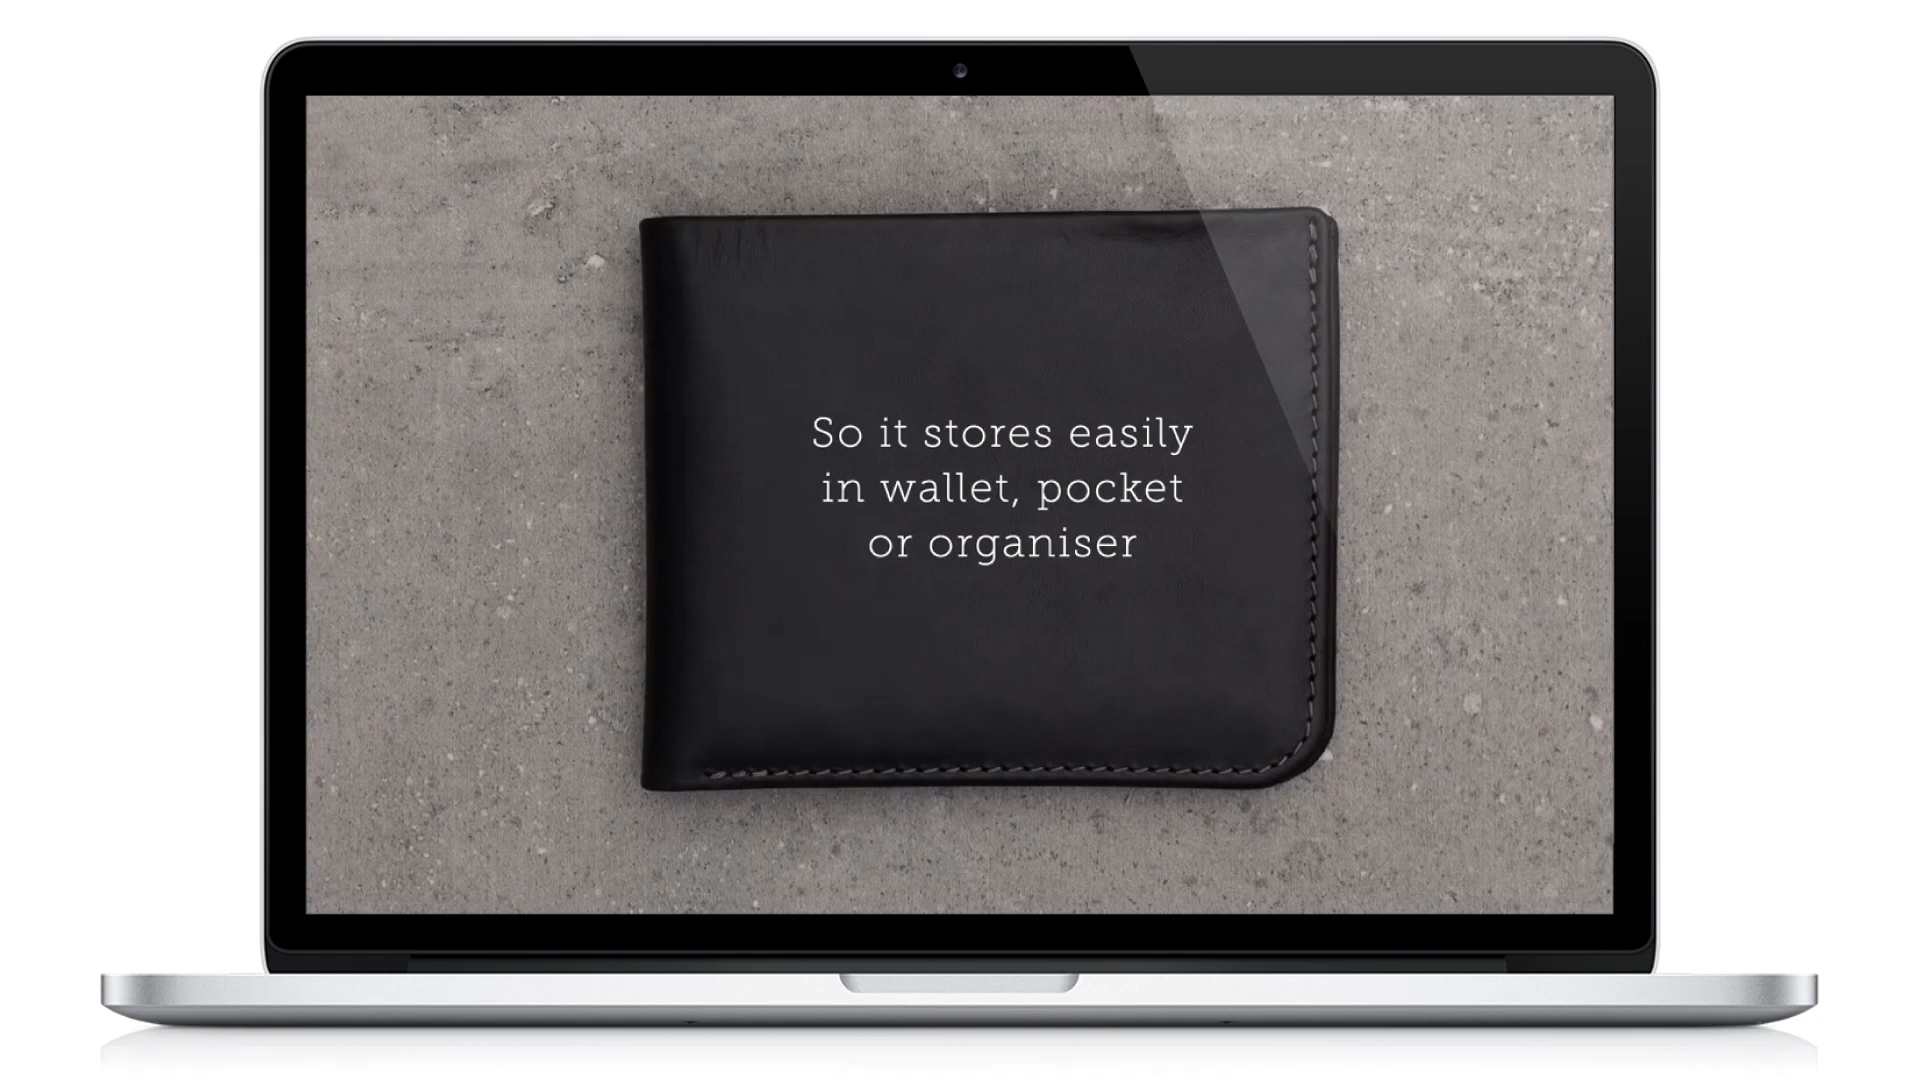 So it stores easily
in wallet, pocket
or organiser